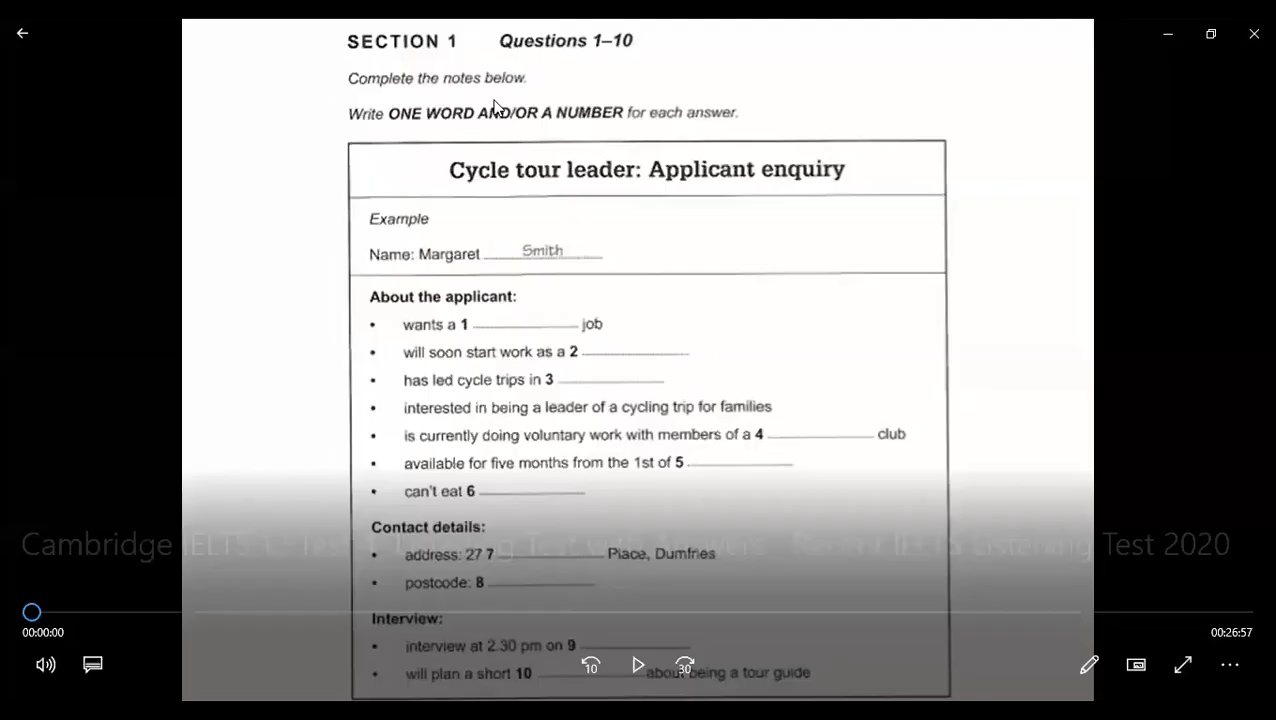 SECTION 1 Questions 1–10
Complete the notes below.
Write ONE WORD AND/OR A NUMBER for each answer.
Cycle tour leader: Applicant enquiry
Example
Name: Margaret Smith
About the applicant:
• wants a 1 job
• will soon start work as a 2
• has led cycle trips in 3
• interested in being a leader of a cycling trip for families
• is currently doing voluntary work with members of a 4 club
• available for five months from the 1st of 5
• can't eat 6
Contact details:
Cambridge IELTS Test with Answers IELTS Listening Test 2020
• address: 27 7 Place, Dumfries
• postcode: 8
Interview:
00:00:00 00:26:57
• interview at 2.30 pm on 9
10 30
• will plan a short 10 about being a tour guide